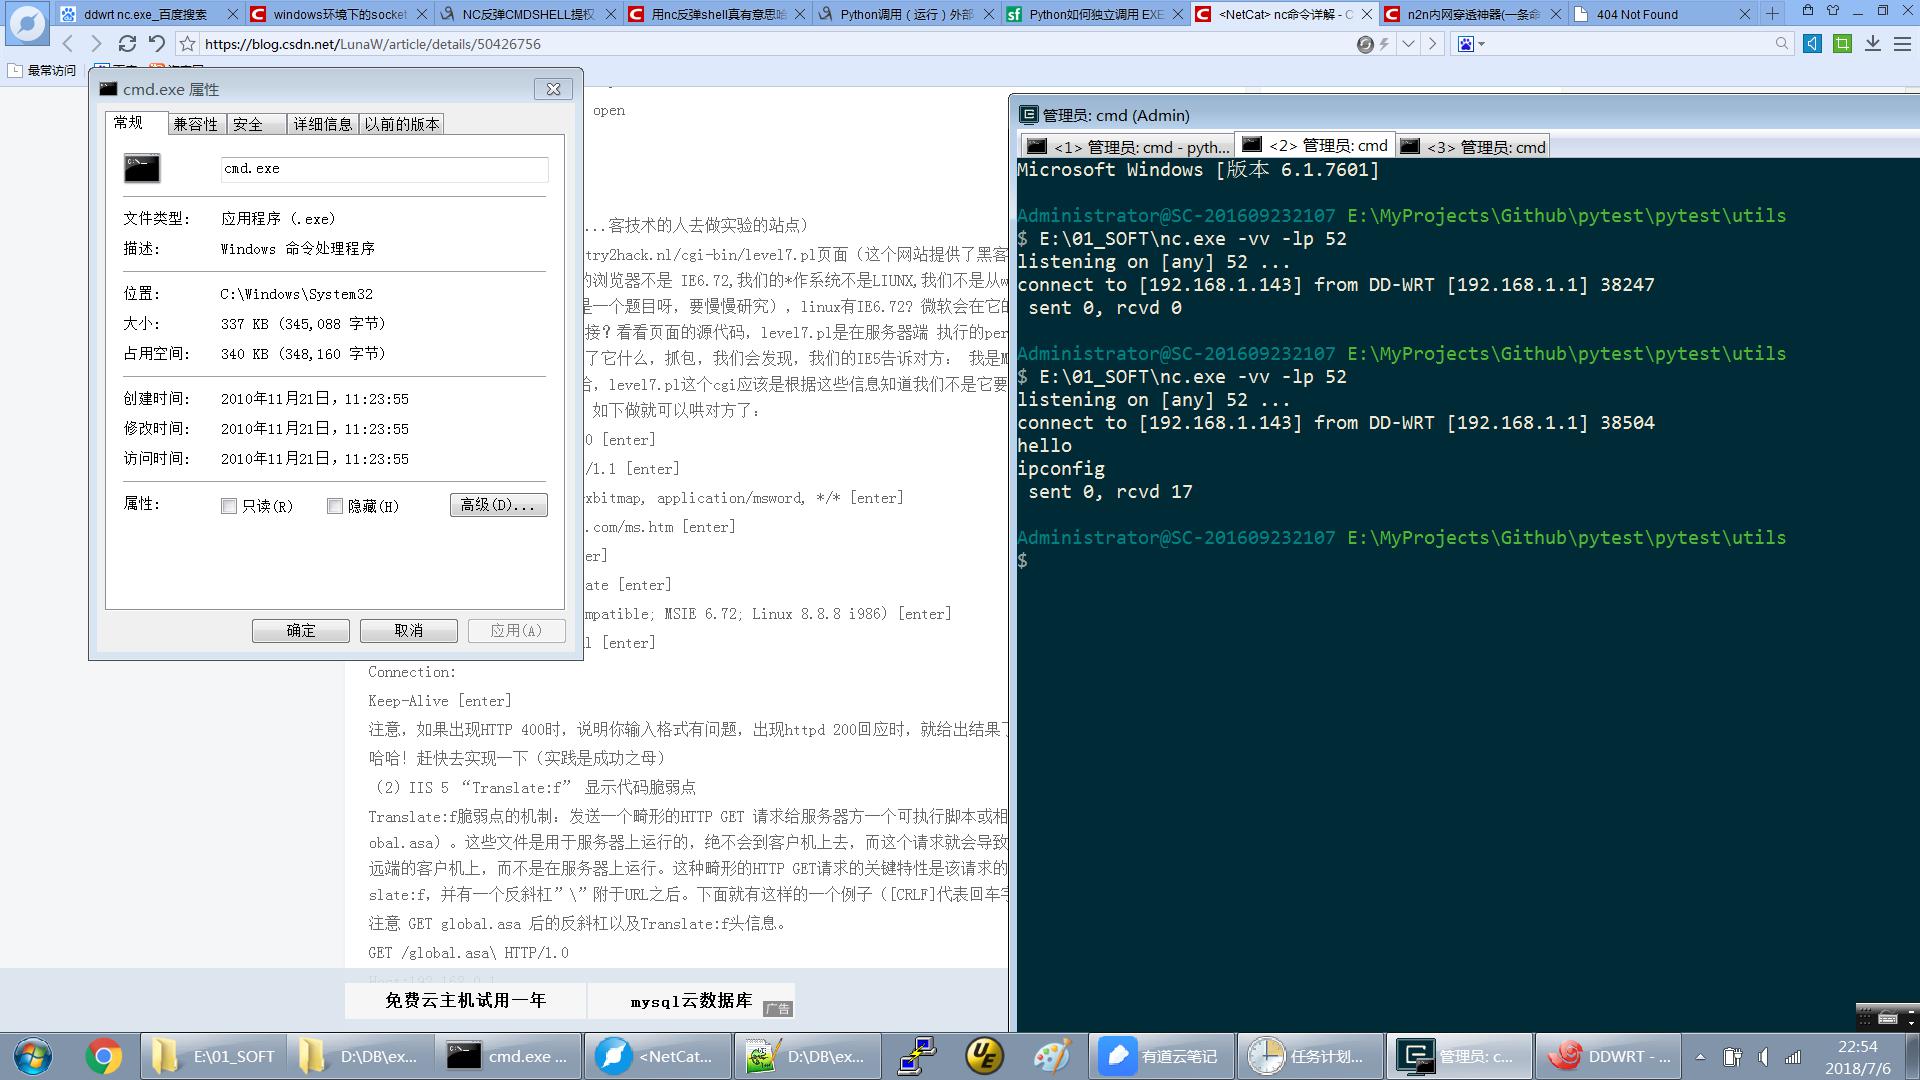 ddwrt nc.exe_百度搜索
windows环境下的socket
NC反弹CMDSHELL提权
用nc反弹shell真有意思哈
Python调用（运行）外部
Python如何独立调用 EXE
<NetCat> nc命令详解 - C
n2n内网穿透神器(一条命
404 Not Found
https://blog.csdn.net/LunaW/article/details/50426756
最常访问
cmd.exe 属性
常规 兼容性 安全 详细信息 以前的版本
cmd.exe
文件类型: 应用程序 (.exe)
描述: Windows 命令处理程序
位置: C:\Windows\System32
大小: 337 KB (345,088 字节)
占用空间: 340 KB (348,160 字节)
创建时间: 2010年11月21日，11:23:55
修改时间: 2010年11月21日，11:23:55
访问时间: 2010年11月21日，11:23:55
属性: 只读(R) 隐藏(H) 高级(D)...
确定 取消 应用(A)
open
...客技术的人去做实验的站点）
try2hack.nl/cgi-bin/level7.pl页面（这个网站提供了黑客
的浏览器不是 IE6.72,我们的*作系统不是LIUNX,我们不是从w
是一个题目呀，要慢慢研究），linux有IE6.72？微软会在它的
接？看看页面的源代码，level7.pl是在服务器端 执行的per
了它什么，抓包，我们会发现，我们的IE5告诉对方： 我是M
合，level7.pl这个cgi应该是根据这些信息知道我们不是它要
如下做就可以哄对方了：
0 [enter]
/1.1 [enter]
xbitmap, application/msword, */* [enter]
.com/ms.htm [enter]
er]
ate [enter]
mpatible; MSIE 6.72; Linux 8.8.8 i986) [enter]
l [enter]
Connection:
Keep-Alive [enter]
注意，如果出现HTTP 400时，说明你输入格式有问题，出现httpd 200回应时，就给出结果了
哈哈！赶快去实现一下（实践是成功之母）
（2）IIS 5 “Translate:f” 显示代码脆弱点
Translate:f脆弱点的机制：发送一个畸形的HTTP GET 请求给服务器方一个可执行脚本或相
obal.asa）。这些文件是用于服务器上运行的，绝不会到客户机上去，而这个请求就会导致
远端的客户机上，而不是在服务器上运行。这种畸形的HTTP GET请求的关键特性是该请求的
slate:f，并有一个反斜杠”\”附于URL之后。下面就有这样的一个例子（[CRLF]代表回车字
注意 GET global.asa 后的反斜杠以及Translate:f头信息。
GET /global.asa\ HTTP/1.0
免费云主机试用一年 mysql云数据库 广告
管理员: cmd (Admin)
<1> 管理员: cmd - pyth... <2> 管理员: cmd <3> 管理员: cmd
Microsoft Windows [版本 6.1.7601]
Administrator@SC-201609232107 E:\MyProjects\Github\pytest\pytest\utils
$ E:\01_SOFT\nc.exe -vv -lp 52
listening on [any] 52 ...
connect to [192.168.1.143] from DD-WRT [192.168.1.1] 38247
sent 0, rcvd 0
Administrator@SC-201609232107 E:\MyProjects\Github\pytest\pytest\utils
$ E:\01_SOFT\nc.exe -vv -lp 52
listening on [any] 52 ...
connect to [192.168.1.143] from DD-WRT [192.168.1.1] 38504
hello
ipconfig
sent 0, rcvd 17
Administrator@SC-201609232107 E:\MyProjects\Github\pytest\pytest\utils
$
E:\01_SOFT
D:\DB\ex...
cmd.exe ...
<NetCat...
D:\DB\ex...
有道云笔记
任务计划...
管理员: c...
DDWRT - ...
22:54
2018/7/6